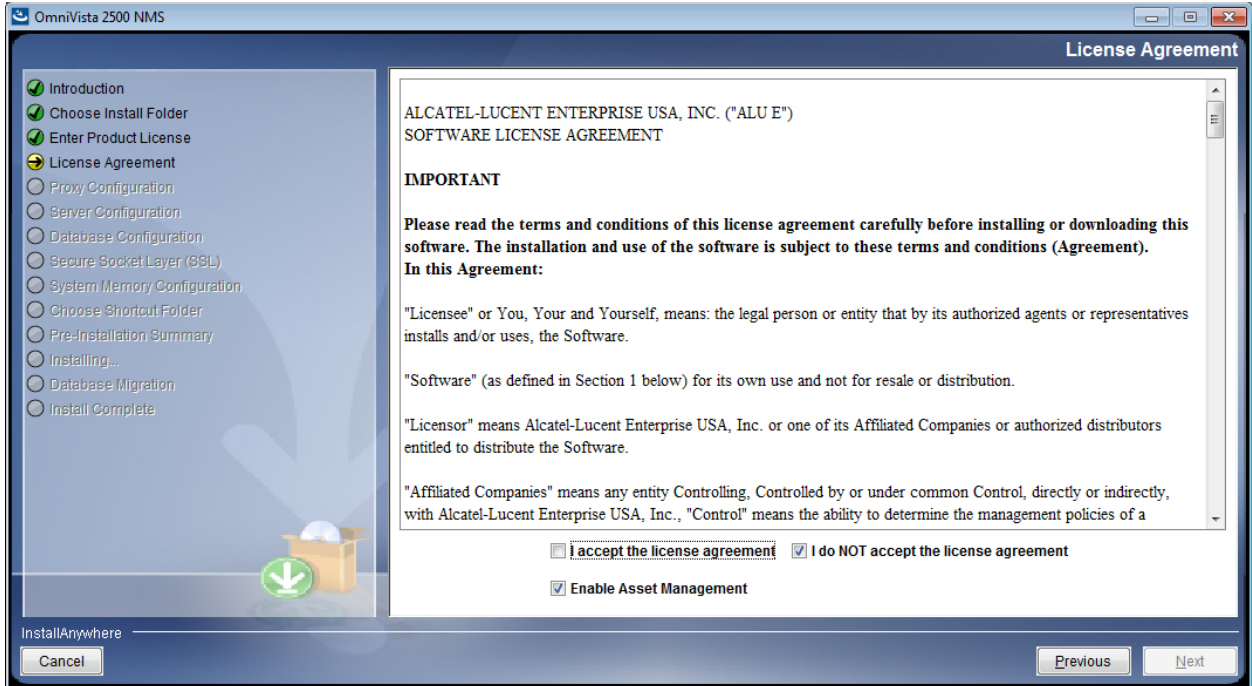 OmniVista 2500 NMS
License Agreement
Introduction
Choose Install Folder
Enter Product License
License Agreement
Proxy Configuration
Server Configuration
Database Configuration
Secure Socket Layer (SSL)
System Memory Configuration
Choose Shortcut Folder
Pre-Installation Summary
Installing...
Database Migration
Install Complete
ALCATEL-LUCENT ENTERPRISE USA, INC. ("ALU E")
SOFTWARE LICENSE AGREEMENT
IMPORTANT
Please read the terms and conditions of this license agreement carefully before installing or downloading this
software. The installation and use of the software is subject to these terms and conditions (Agreement).
In this Agreement:
"Licensee" or You, Your and Yourself, means: the legal person or entity that by its authorized agents or representatives
installs and/or uses, the Software.
"Software" (as defined in Section 1 below) for its own use and not for resale or distribution.
"Licensor" means Alcatel-Lucent Enterprise USA, Inc. or one of its Affiliated Companies or authorized distributors
entitled to distribute the Software.
"Affiliated Companies" means any entity Controlling, Controlled by or under common Control, directly or indirectly,
with Alcatel-Lucent Enterprise USA, Inc., "Control" means the ability to determine the management policies of a
I accept the license agreement I do NOT accept the license agreement
Enable Asset Management
InstallAnywhere
Cancel Previous Next